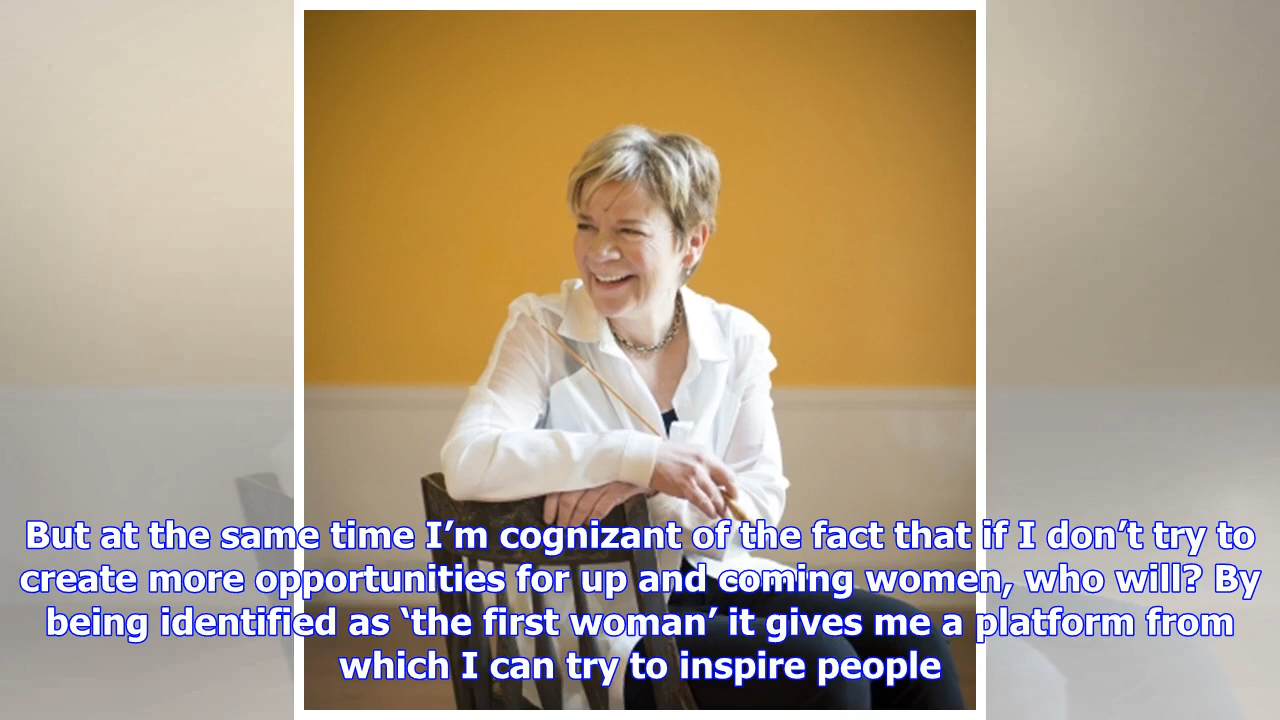 But at the same time I’m cognizant of the fact that if I don’t try to
create more opportunities for up and coming women, who will? By
being identified as ‘the first woman’ it gives me a platform from
which I can try to inspire people